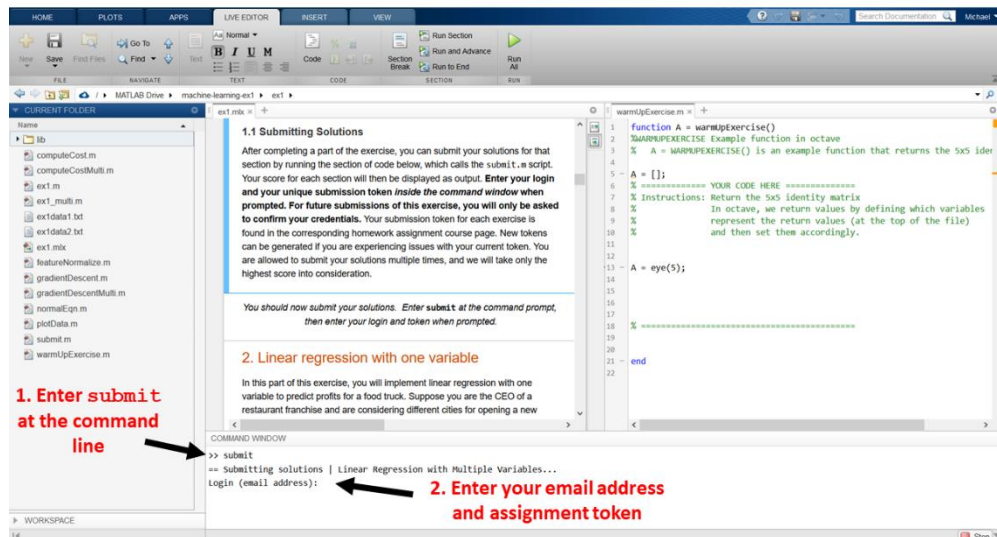 HOME PLOTS APPS LIVE EDITOR INSERT VIEW Search Documentation Michael
New Save Find Files Go To Find Text Normal B I U M Code Section Break Run Section Run and Advance Run to End Run All
FILE NAVIGATE TEXT CODE SECTION RUN
/ MATLAB Drive machine-learning-ex1 ex1
CURRENT FOLDER
Name
lib
computeCost.m
computeCostMulti.m
ex1.m
ex1_multi.m
ex1data1.txt
ex1data2.txt
ex1.mlx
featureNormalize.m
gradientDescent.m
gradientDescentMulti.m
normalEqn.m
plotData.m
submit.m
warmUpExercise.m
ex1.mlx × +
1.1 Submitting Solutions
After completing a part of the exercise, you can submit your solutions for that
section by running the section of code below, which calls the submit.m script.
Your score for each section will then be displayed as output. Enter your login
and your unique submission token inside the command window when
prompted. For future submissions of this exercise, you will only be asked
to confirm your credentials. Your submission token for each exercise is
found in the corresponding homework assignment course page. New tokens
can be generated if you are experiencing issues with your current token. You
are allowed to submit your solutions multiple times, and we will take only the
highest score into consideration.
You should now submit your solutions. Enter submit at the command prompt,
then enter your login and token when prompted.
2. Linear regression with one variable
In this part of this exercise, you will implement linear regression with one
variable to predict profits for a food truck. Suppose you are the CEO of a
restaurant franchise and are considering different cities for opening a new
warmUpExercise.m × +
1 function A = warmUpExercise()
2 %WARMUPEXERCISE Example function in octave
3 % A = WARMUPEXERCISE() is an example function that returns the 5x5 iden
4
5 - A = [];
6 % ============= YOUR CODE HERE ==============
7 % Instructions: Return the 5x5 identity matrix
8 % In octave, we return values by defining which variables
9 % represent the return values (at the top of the file)
10 % and then set them accordingly.
11
12
13 - A = eye(5);
14
15
16
17
18 % ===========================================
19
20
21 - end
22
1. Enter submit
at the command
line
COMMAND WINDOW
>> submit
== Submitting solutions | Linear Regression with Multiple Variables...
Login (email address):
2. Enter your email address
and assignment token
WORKSPACE
Stop